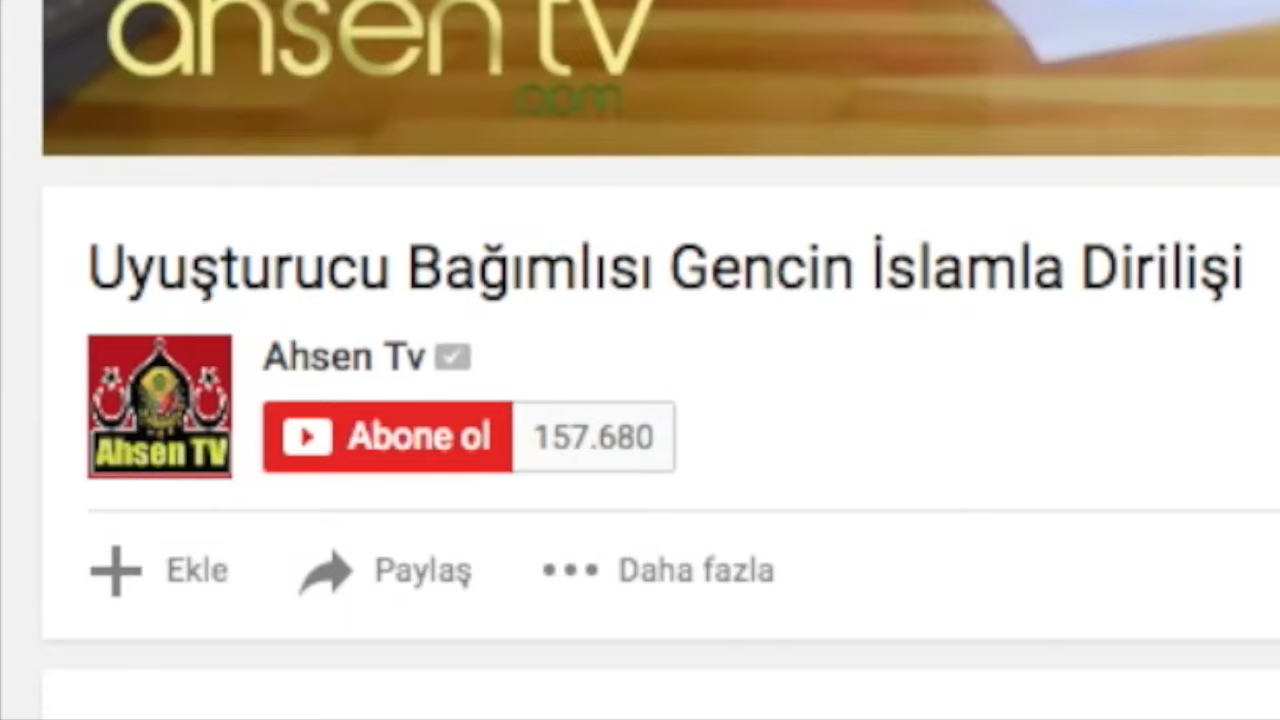 ahsen tv
com
Uyuşturucu Bağımlısı Gencin İslamla Dirilişi
Ahsen TV
Ahsen Tv
Abone ol 157.680
Ekle Paylaş Daha fazla